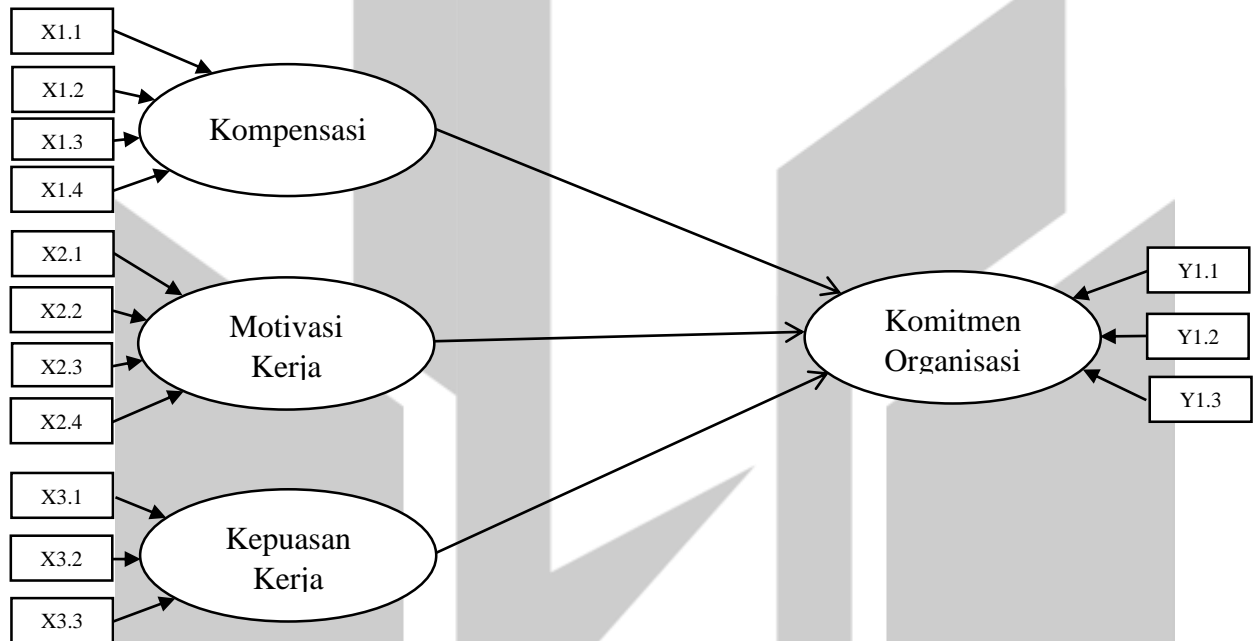 X1.1
X1.2
X1.3
X1.4
Kompensasi
X2.1
X2.2
X2.3
X2.4
Motivasi
Kerja
X3.1
X3.2
X3.3
Kepuasan
Kerja
Komitmen
Organisasi
Y1.1
Y1.2
Y1.3